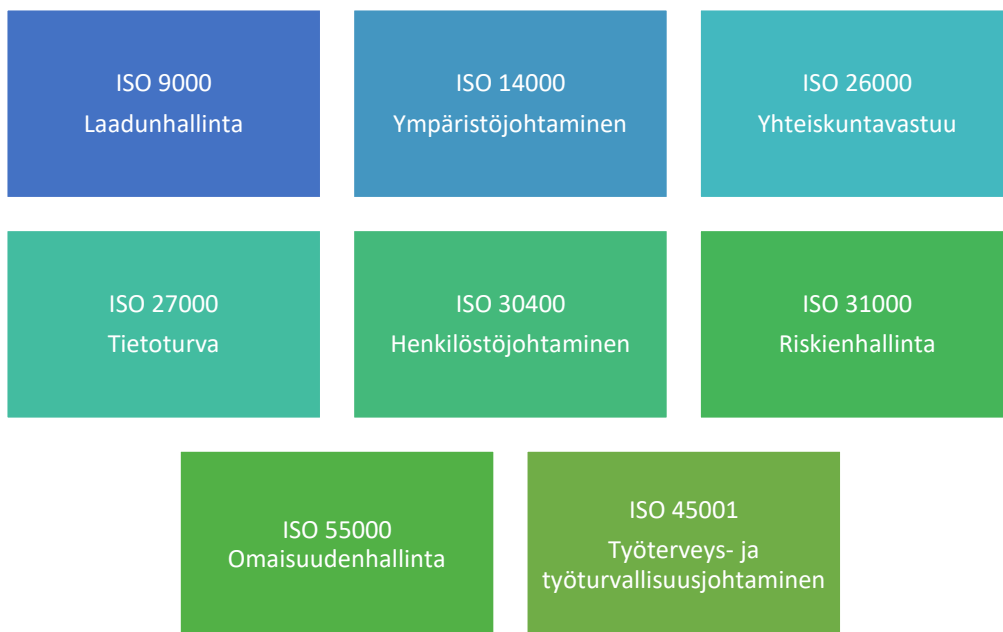 ISO 9000
Laadunhallinta
ISO 14000
Ympäristöjohtaminen
ISO 26000
Yhteiskuntavastuu
ISO 27000
Tietoturva
ISO 30400
Henkilöstöjohtaminen
ISO 31000
Riskienhallinta
ISO 55000
Omaisuudenhallinta
ISO 45001
Työterveys- ja
työturvallisuusjohtaminen